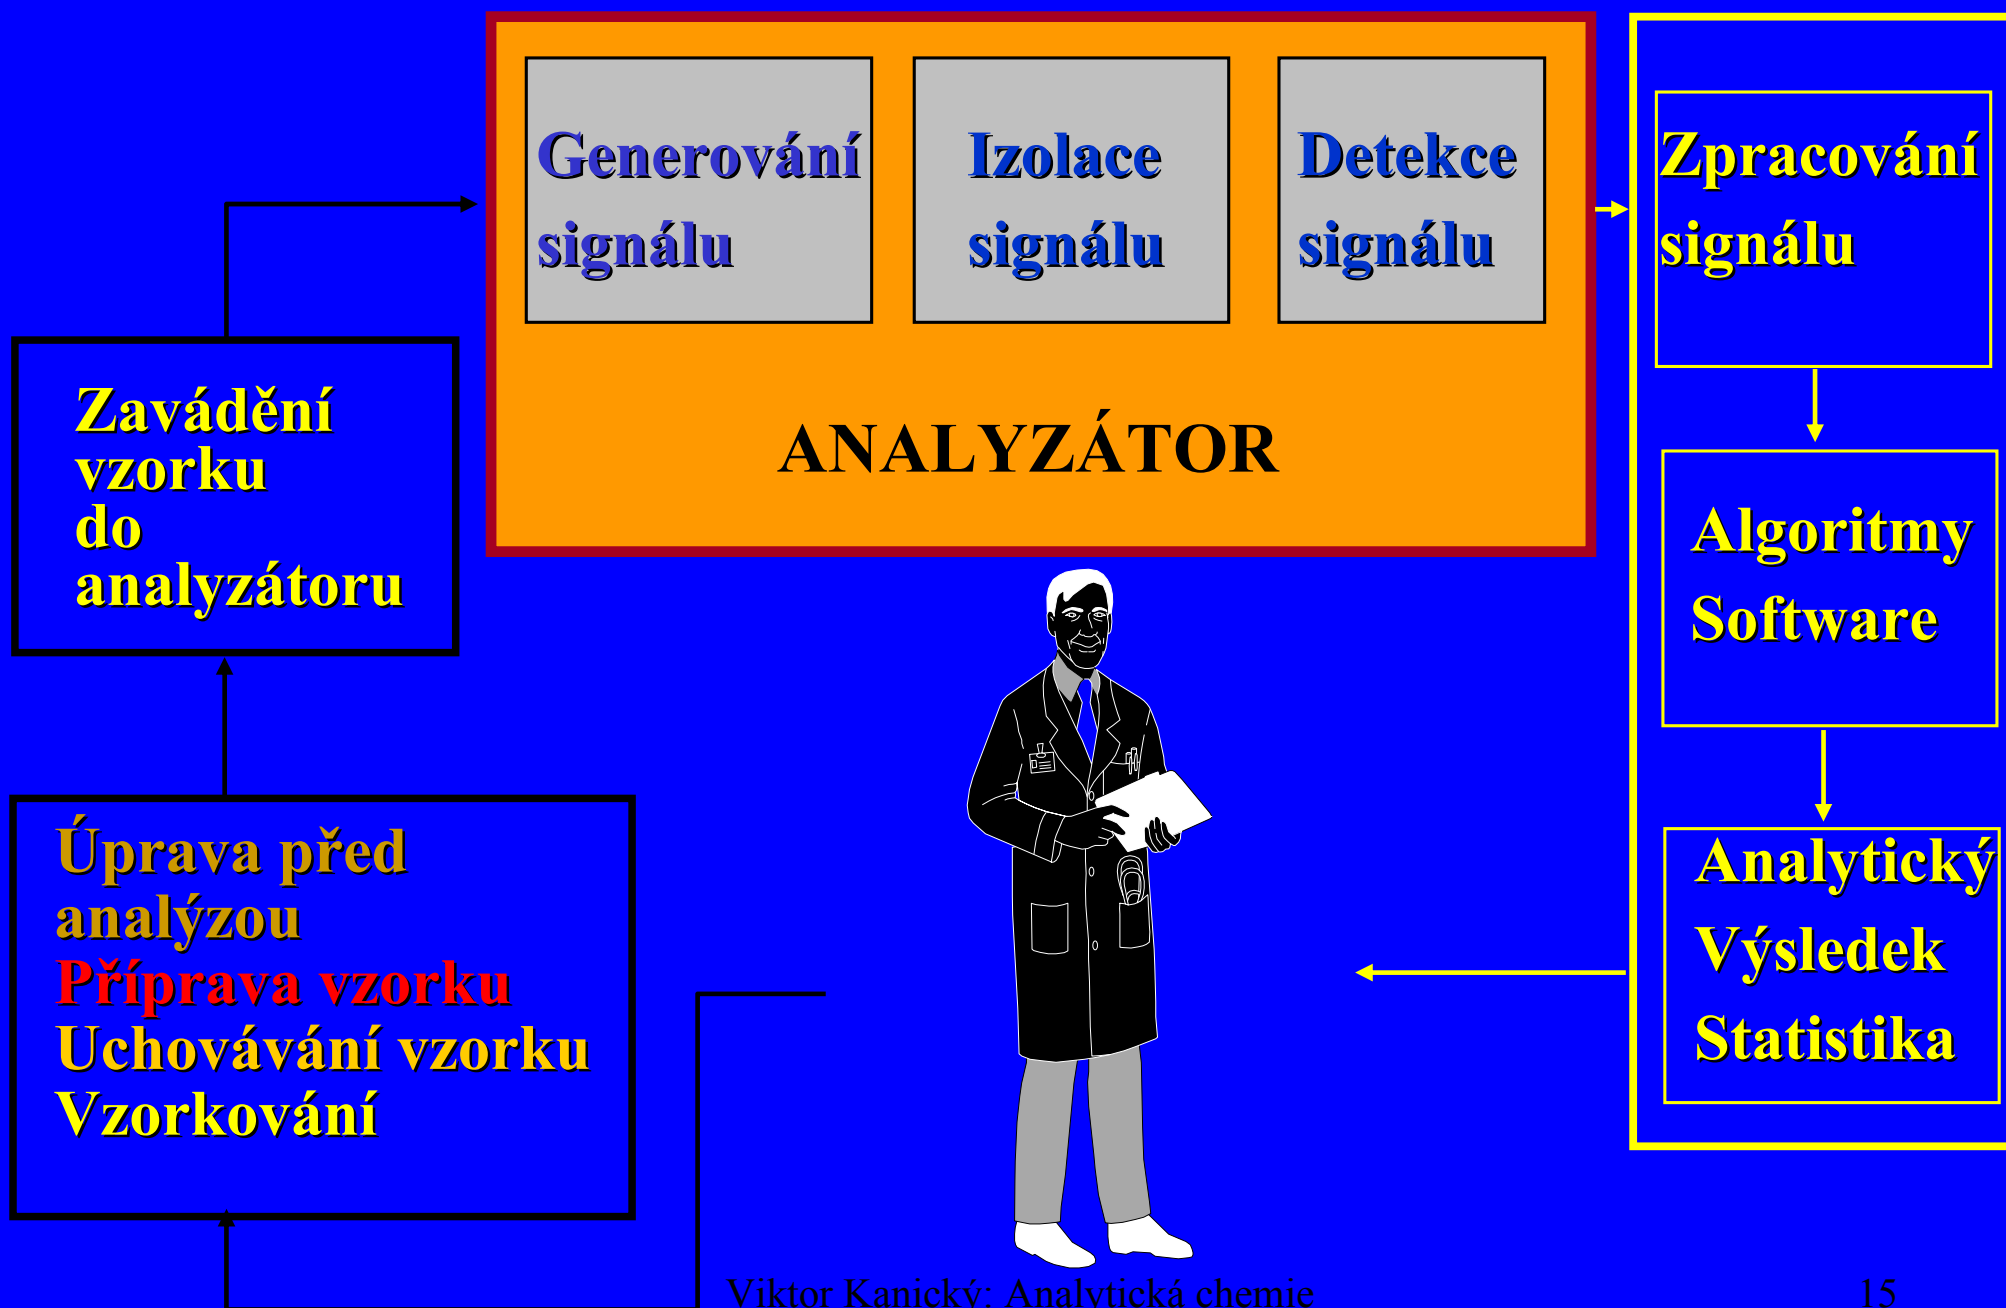 Generování
signálu
Izolace
signálu
Detekce
signálu
ANALYZÁTOR
Zpracování
signálu
Algoritmy
Software
Analytický
Výsledek
Statistika
Zavádění
vzorku
do
analyzátoru
Úprava před
analýzou
Příprava vzorku
Uchovávání vzorku
Vzorkování
Viktor Kanický: Analytická chemie
15